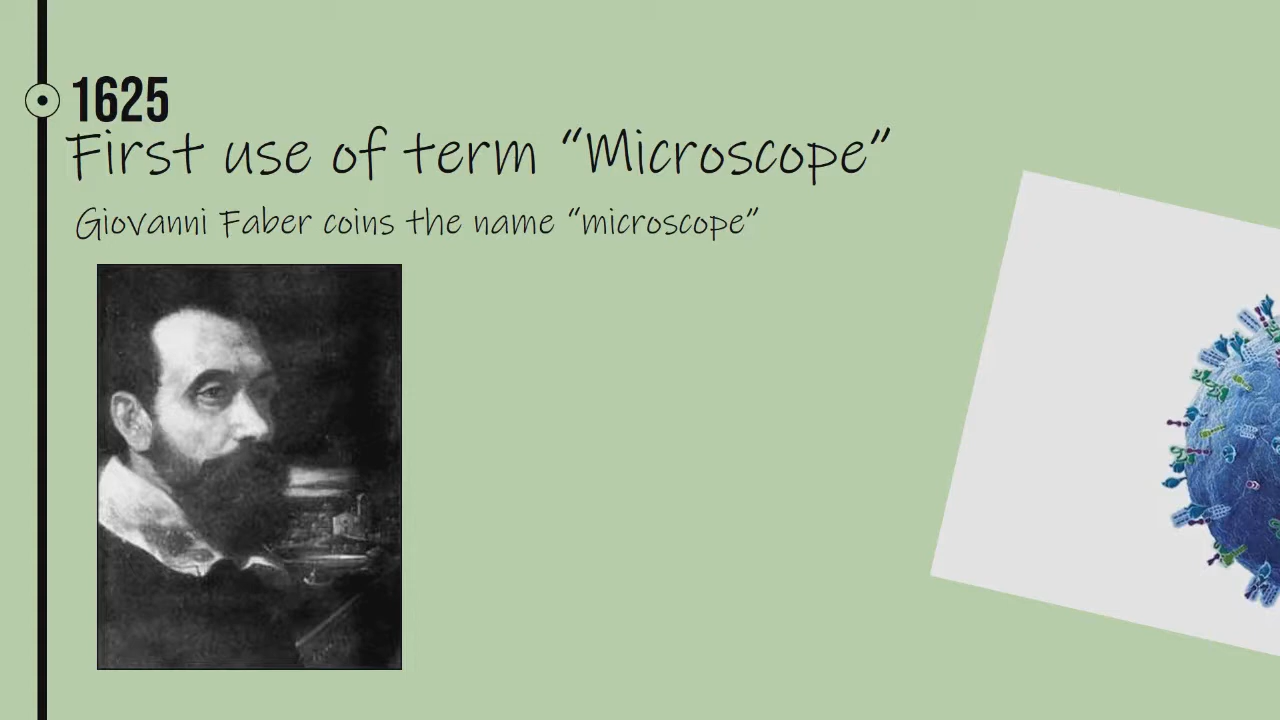 1625
First use of term “Microscope”
Giovanni Faber coins the name “microscope”